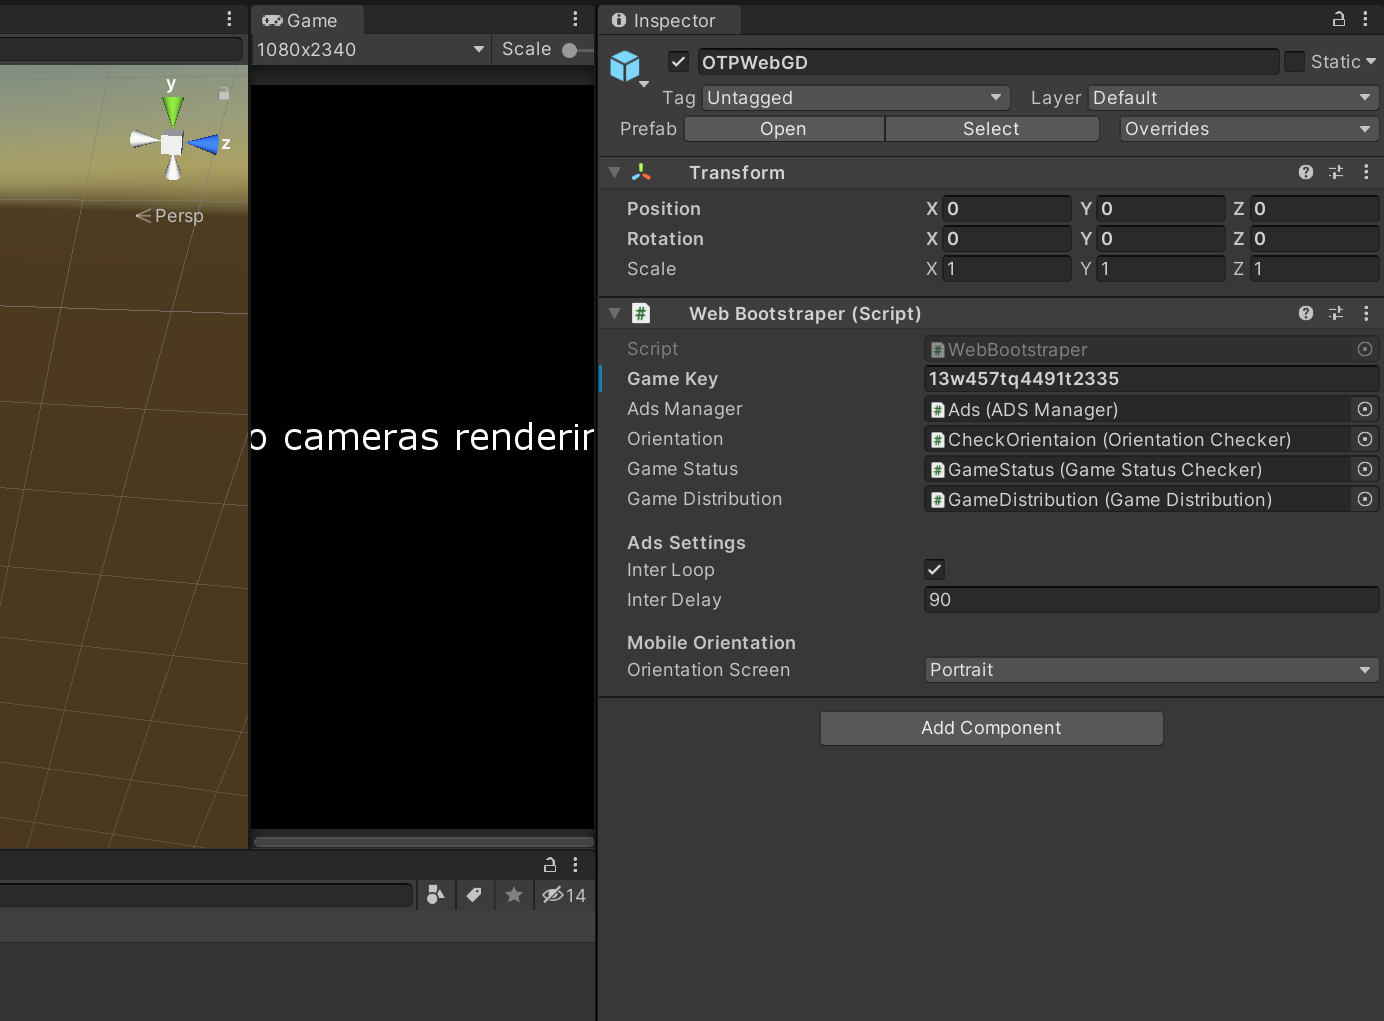 Game
Inspector
1080x2340
Scale
OTPWebGD
Static
Tag
Untagged
Layer
Default
Prefab
Open
Select
Overrides
y
z
Persp
Transform
Position
X 0
Y 0
Z 0
Rotation
X 0
Y 0
Z 0
Scale
X 1
Y 1
Z 1
Web Bootstraper (Script)
Script
# WebBootstraper
Game Key
13w457tq4491t2335
Ads Manager
# Ads (ADS Manager)
Orientation
# CheckOrientaion (Orientation Checker)
Game Status
# GameStatus (Game Status Checker)
Game Distribution
# GameDistribution (Game Distribution)
cameras
Ads Settings
Inter Loop
Inter Delay
90
Mobile Orientation
Orientation Screen
Portrait
Add Component
14